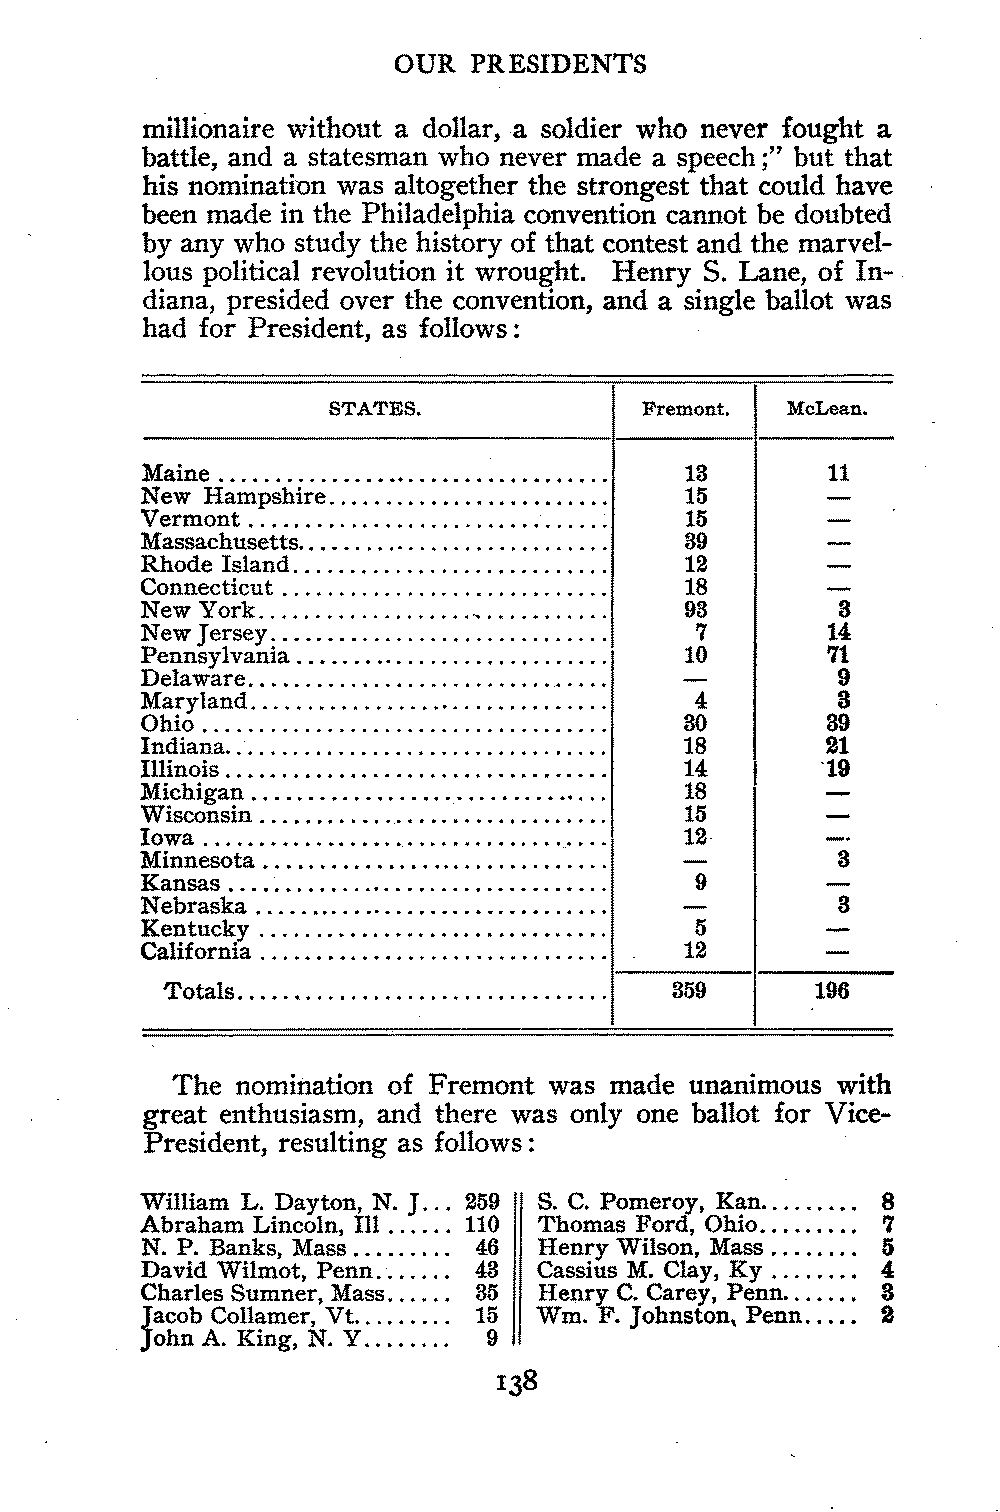 OUR PRESIDENTS
millionaire without a dollar, a soldier who never fought a
battle, and a statesman who never made a speech;" but that
his nomination was altogether the strongest that could have
been made in the Philadelphia convention cannot be doubted
by any who study the history of that contest and the marvel-
lous political revolution it wrought. Henry S. Lane, of In-
diana, presided over the convention, and a single ballot was
had for President, as follows:
STATES. Fremont. McLean.
Maine .................................. 13 11
New Hampshire........................ 15 —
Vermont ............................... 15 —
Massachusetts........................... 39 —
Rhode Island........................... 12 —
Connecticut ............................ 18 —
New York.............................. 93 3
New Jersey............................. 7 14
Pennsylvania ........................... 10 71
Delaware............................... — 9
Maryland............................... 4 3
Ohio ................................... 30 39
Indiana................................. 18 21
Illinois ................................. 14 19
Michigan ............................... 18 —
Wisconsin .............................. 15 —
Iowa ................................... 12 —
Minnesota .............................. — 3
Kansas ................................. 9 —
Nebraska ............................... — 3
Kentucky .............................. 5 —
California .............................. 12 —
Totals................................ 359 196
The nomination of Fremont was made unanimous with
great enthusiasm, and there was only one ballot for Vice-
President, resulting as follows:
William L. Dayton, N. J... 259 S. C. Pomeroy, Kan......... 8
Abraham Lincoln, Ill ...... 110 Thomas Ford, Ohio......... 7
N. P. Banks, Mass ......... 46 Henry Wilson, Mass ........ 5
David Wilmot, Penn....... 43 Cassius M. Clay, Ky ........ 4
Charles Sumner, Mass...... 35 Henry C. Carey, Penn....... 3
Jacob Collamer, Vt......... 15 Wm. F. Johnston, Penn..... 2
John A. King, N. Y........ 9
138